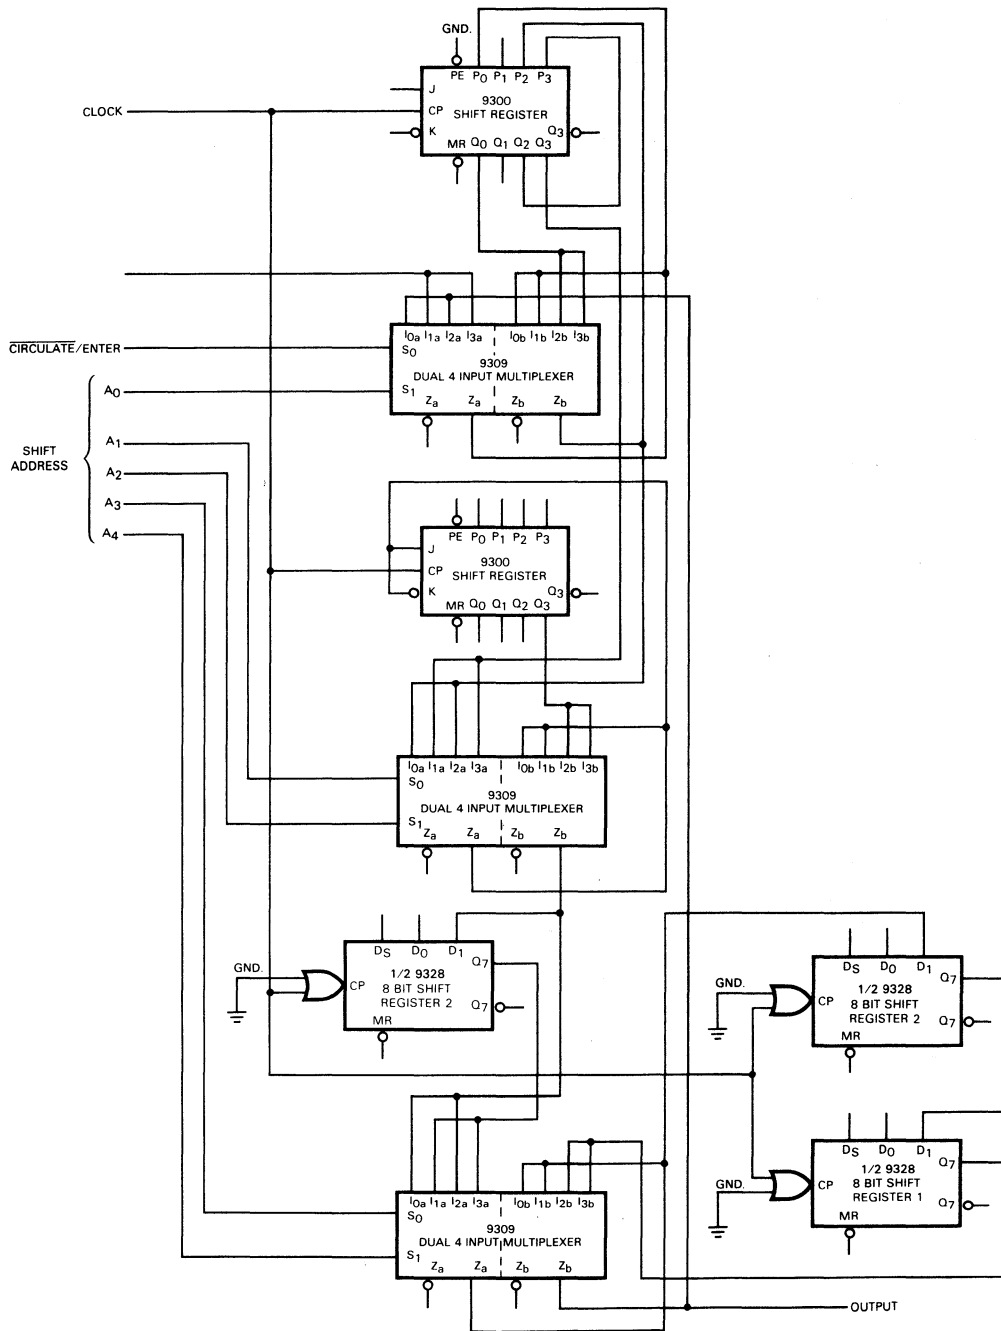 GND.
PE P0 P1 P2 P3
J
9300
SHIFT REGISTER
CLOCK
CP
K
Q3
MR Q0 Q1 Q2 Q3
I0a I1a I2a I3a I0b I1b I2b I3b
CIRCULATE/ENTER
S0
9309
DUAL 4 INPUT MULTIPLEXER
A0
S1
Za Za Zb Zb
SHIFT
ADDRESS
A1
A2
A3
A4
PE P0 P1 P2 P3
J
9300
SHIFT REGISTER
CP
K
Q3
MR Q0 Q1 Q2 Q3
I0a I1a I2a I3a I0b I1b I2b I3b
S0
9309
DUAL 4 INPUT MULTIPLEXER
S1
Za Za Zb Zb
DS D0 D1
Q7
GND.
CP
1/2 9328
8 BIT SHIFT
REGISTER 2
Q7
MR
DS D0 D1
Q7
GND.
CP
1/2 9328
8 BIT SHIFT
REGISTER 2
Q7
MR
DS D0 D1
Q7
GND.
CP
1/2 9328
8 BIT SHIFT
REGISTER 1
Q7
MR
I0a I1a I2a I3a I0b I1b I2b I3b
S0
9309
DUAL 4 INPUT MULTIPLEXER
S1
Za Za Zb Zb
OUTPUT